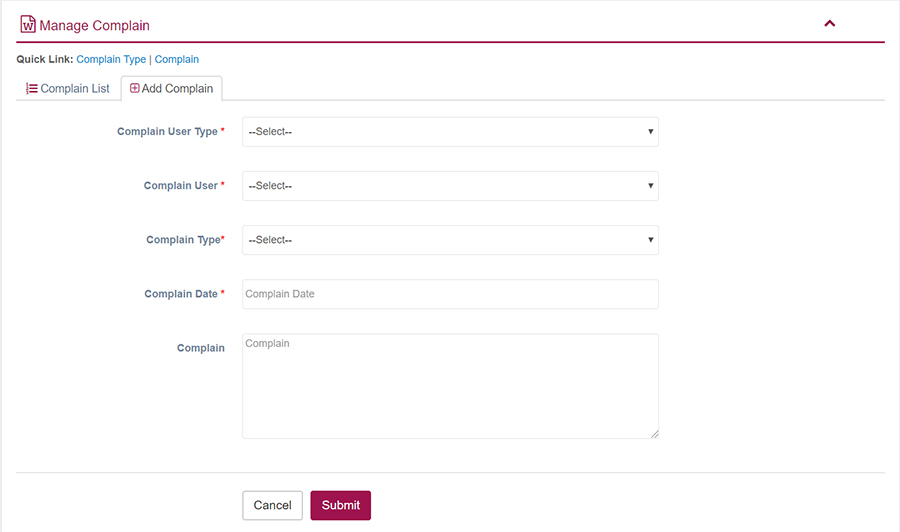 Manage Complain
Quick Link: Complain Type | Complain
Complain List Add Complain
Complain User Type * --Select--
Complain User * --Select--
Complain Type* --Select--
Complain Date * Complain Date
Complain Complain
Cancel Submit